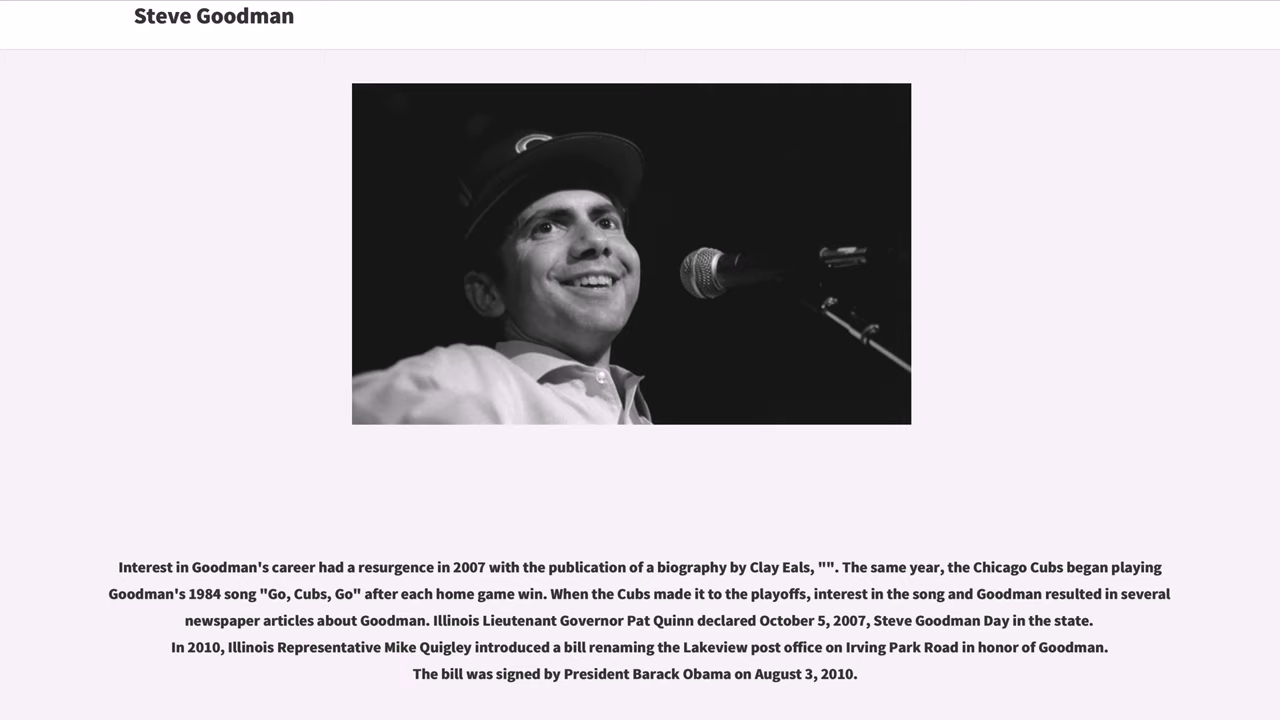 Steve Goodman
Interest in Goodman's career had a resurgence in 2007 with the publication of a biography by Clay Eals, "". The same year, the Chicago Cubs began playing
Goodman's 1984 song "Go, Cubs, Go" after each home game win. When the Cubs made it to the playoffs, interest in the song and Goodman resulted in several
newspaper articles about Goodman. Illinois Lieutenant Governor Pat Quinn declared October 5, 2007, Steve Goodman Day in the state.
In 2010, Illinois Representative Mike Quigley introduced a bill renaming the Lakeview post office on Irving Park Road in honor of Goodman.
The bill was signed by President Barack Obama on August 3, 2010.